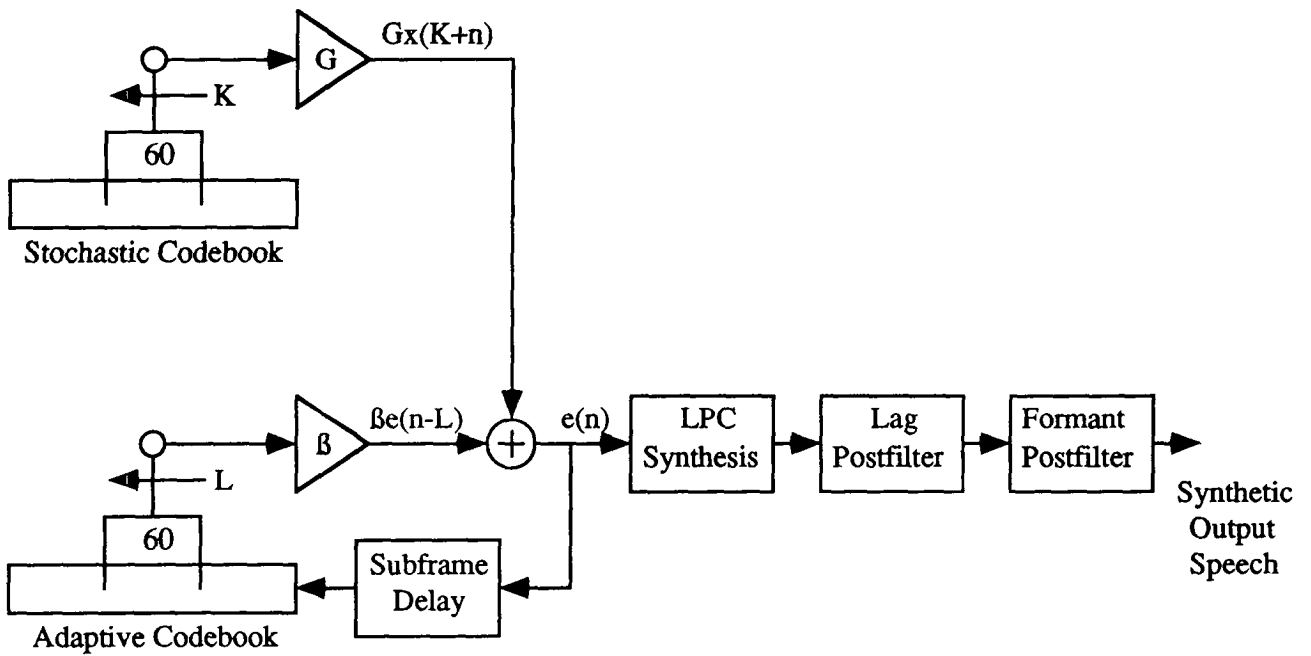 Gx(K+n)
G
K
60
Stochastic Codebook
ße(n-L)
e(n)
ß
L
60
Adaptive Codebook
Subframe
Delay
LPC
Synthesis
Lag
Postfilter
Formant
Postfilter
Synthetic
Output
Speech